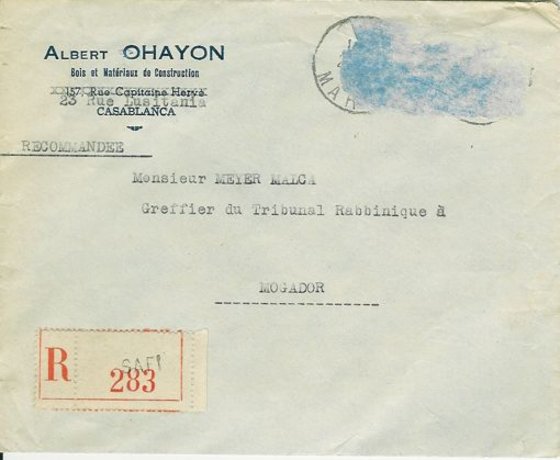 ALBERT OHAYON
Bois et Matériaux de Construction
157, Rue Capitaine Hervé
23 Rue Lusitania
CASABLANCA
RECOMMANDEE
Monsieur MEYER MALCA
Greffier du Tribunal Rabbinique à
MOGADOR
R
SAFI
283